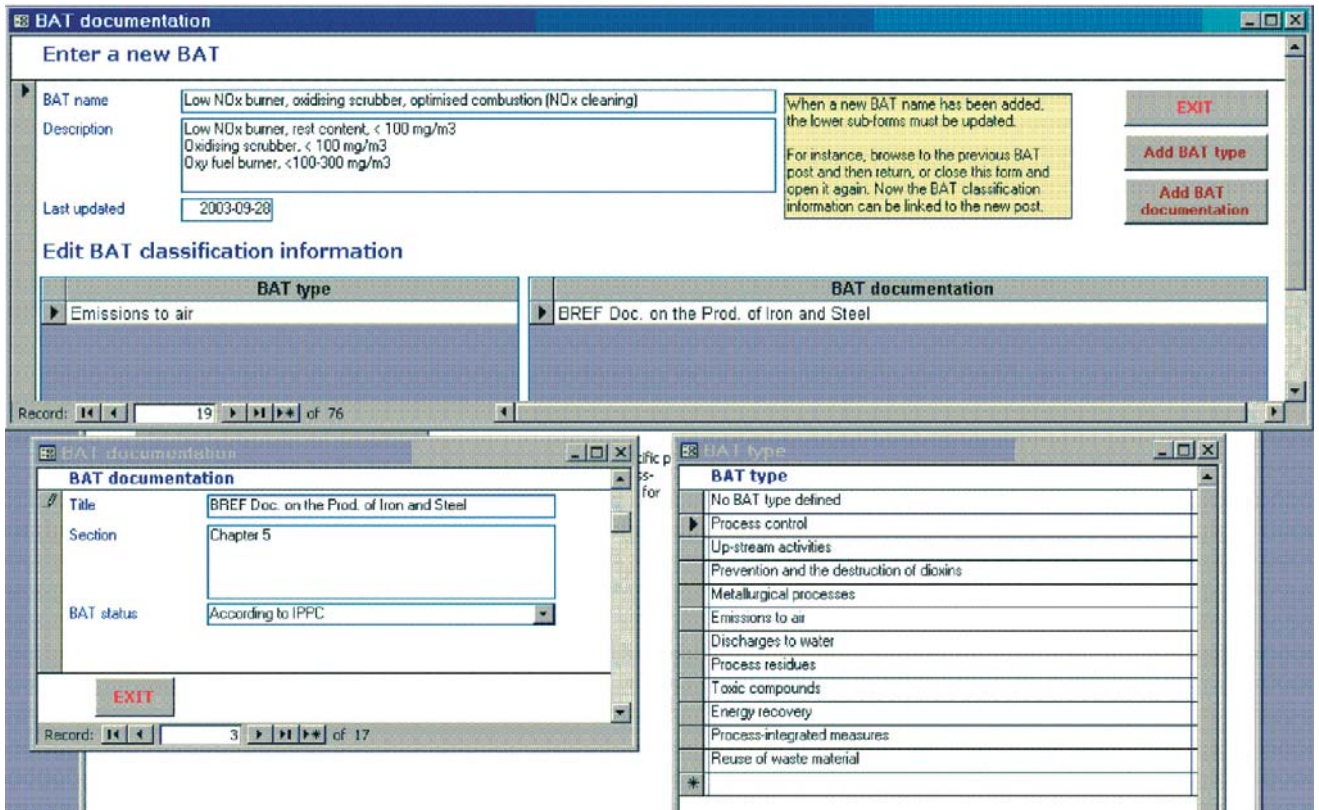 BAT documentation
Enter a new BAT
BAT name
Low NOx burner, oxidising scrubber, optimised combustion (NOx cleaning)
Description
Low NOx burner, rest content, < 100 mg/m3
Oxidising scrubber, < 100 mg/m3
Oxy fuel burner, <100-300 mg/m3
Last updated
2003-09-28
When a new BAT name has been added,
the lower sub-forms must be updated.
For instance, browse to the previous BAT
post and then return, or close this form and
open it again. Now the BAT classification
information can be linked to the new post.
EXIT
Add BAT type
Add BAT
documentation
Edit BAT classification information
BAT type
Emissions to air
BAT documentation
BREF Doc. on the Prod. of Iron and Steel
Record: 19 of 76
BAT documentation
BAT documentation
Title
BREF Doc. on the Prod. of Iron and Steel
Section
Chapter 5
BAT status
According to IPPC
EXIT
Record: 3 of 17
for
BAT type
BAT type
No BAT type defined
Process control
Up-stream activities
Prevention and the destruction of dioxins
Metallurgical processes
Emissions to air
Discharges to water
Process residues
Toxic compounds
Energy recovery
Process-integrated measures
Reuse of waste material